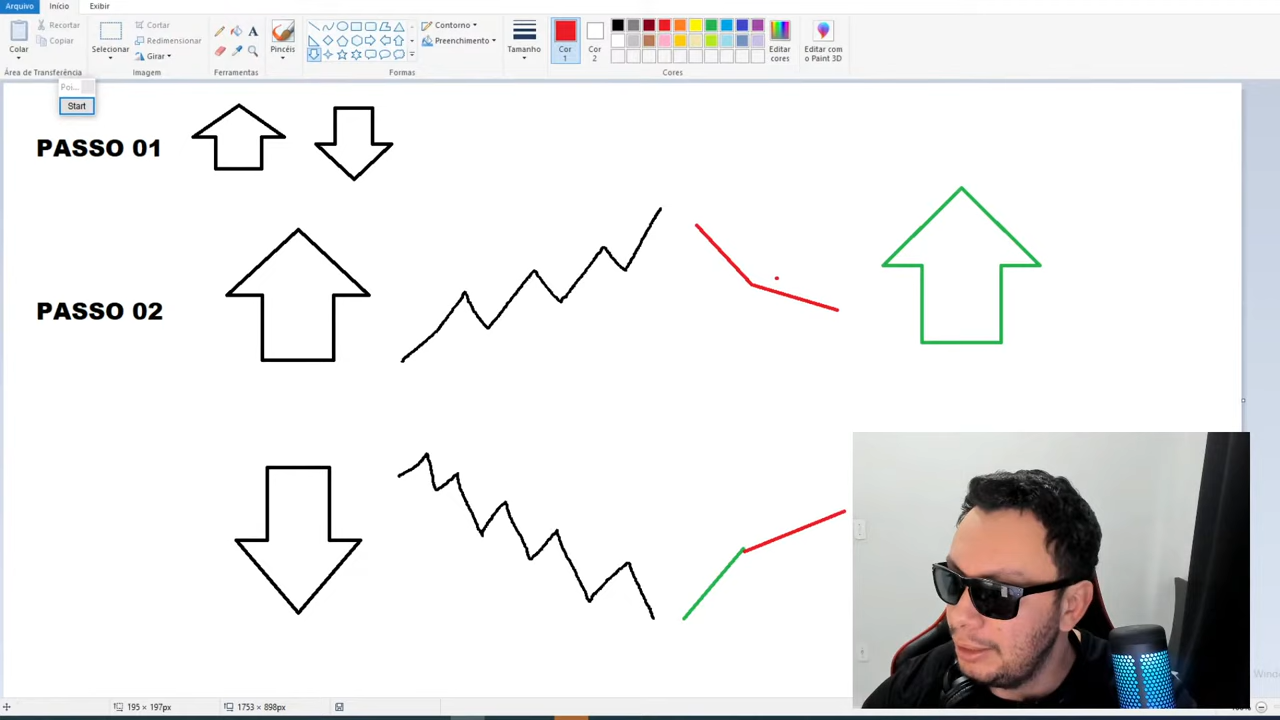 Arquivo Início Exibir
Colar
Recortar
Copiar
Área de Transferência
Selecionar
Cortar
Redimensionar
Girar
Imagem
A
Ferramentas
Pincéis
Contorno
Preenchimento
Formas
Tamanho
Cor 1
Cor 2
Editar cores
Cores
Editar com o Paint 3D
Poi...
Start
PASSO 01
PASSO 02
195 × 197px
1753 × 898px